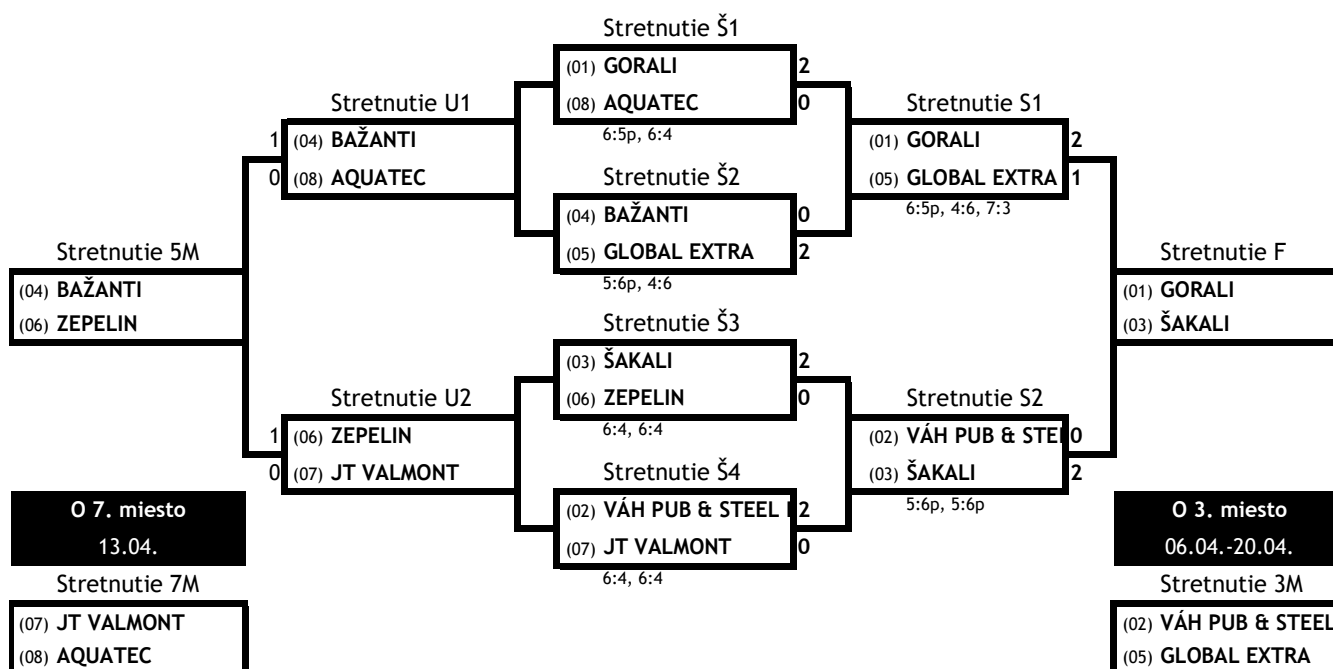 Stretnutie Š1
(01) GORALI 2
(08) AQUATEC 0
6:5p, 6:4
Stretnutie U1
1 (04) BAŽANTI
0 (08) AQUATEC
Stretnutie S1
(01) GORALI 2
(05) GLOBAL EXTRA 1
6:5p, 4:6, 7:3
Stretnutie Š2
(04) BAŽANTI 0
(05) GLOBAL EXTRA 2
5:6p, 4:6
Stretnutie 5M
(04) BAŽANTI
(06) ZEPELIN
Stretnutie F
(01) GORALI
(03) ŠAKALI
Stretnutie Š3
(03) ŠAKALI 2
(06) ZEPELIN 0
6:4, 6:4
Stretnutie U2
1 (06) ZEPELIN
0 (07) JT VALMONT
Stretnutie S2
(02) VÁH PUB & STE 0
(03) ŠAKALI 2
5:6p, 5:6p
Stretnutie Š4
(02) VÁH PUB & STEEL 2
(07) JT VALMONT 0
6:4, 6:4
O 7. miesto
13.04.
Stretnutie 7M
(07) JT VALMONT
(08) AQUATEC
O 3. miesto
06.04.-20.04.
Stretnutie 3M
(02) VÁH PUB & STEEL
(05) GLOBAL EXTRA